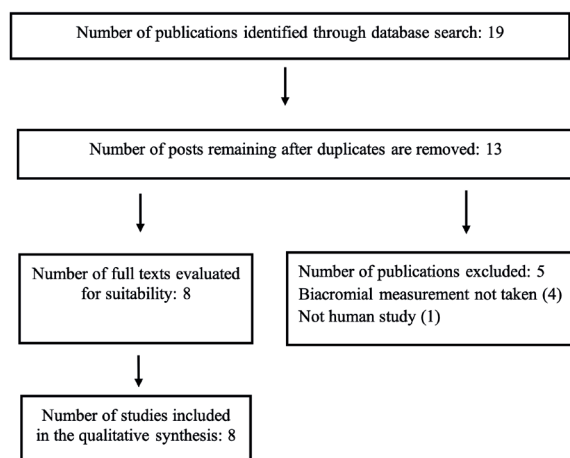 Number of publications identified through database search: 19
Number of posts remaining after duplicates are removed: 13
Number of full texts evaluated
for suitability: 8
Number of publications excluded: 5
Biacromial measurement not taken (4)
Not human study (1)
Number of studies included
in the qualitative synthesis: 8